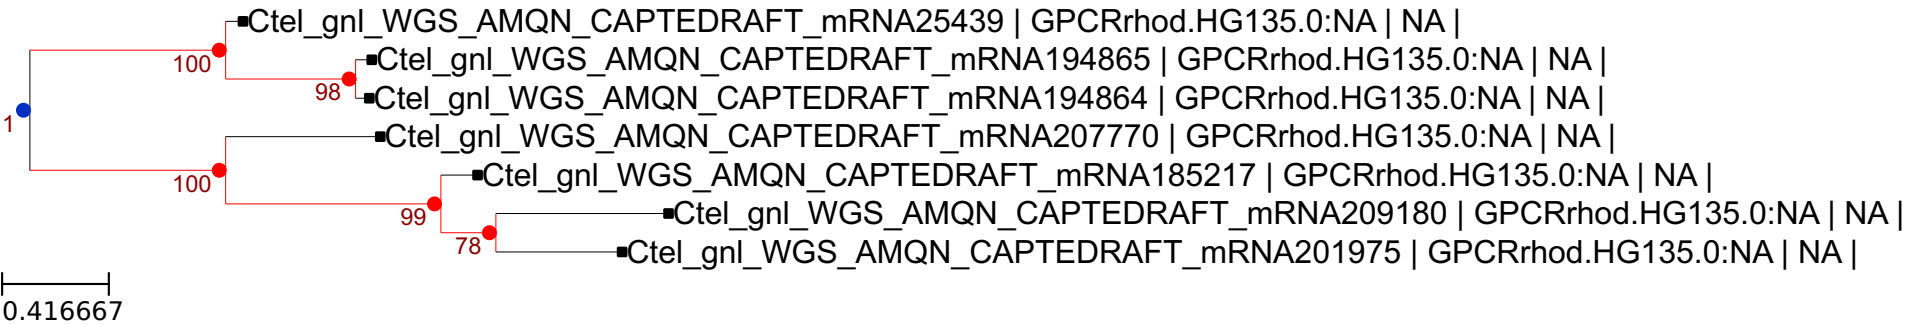 Ctel_gnl_WGS_AMQN_CAPTEDRAFT_mRNA25439 | GPCRrhod.HG135.0:NA | NA |
100
Ctel_gnl_WGS_AMQN_CAPTEDRAFT_mRNA194865 | GPCRrhod.HG135.0:NA | NA |
98
Ctel_gnl_WGS_AMQN_CAPTEDRAFT_mRNA194864 | GPCRrhod.HG135.0:NA | NA |
1
Ctel_gnl_WGS_AMQN_CAPTEDRAFT_mRNA207770 | GPCRrhod.HG135.0:NA | NA |
100
Ctel_gnl_WGS_AMQN_CAPTEDRAFT_mRNA185217 | GPCRrhod.HG135.0:NA | NA |
99
Ctel_gnl_WGS_AMQN_CAPTEDRAFT_mRNA209180 | GPCRrhod.HG135.0:NA | NA |
78
Ctel_gnl_WGS_AMQN_CAPTEDRAFT_mRNA201975 | GPCRrhod.HG135.0:NA | NA |
0.416667